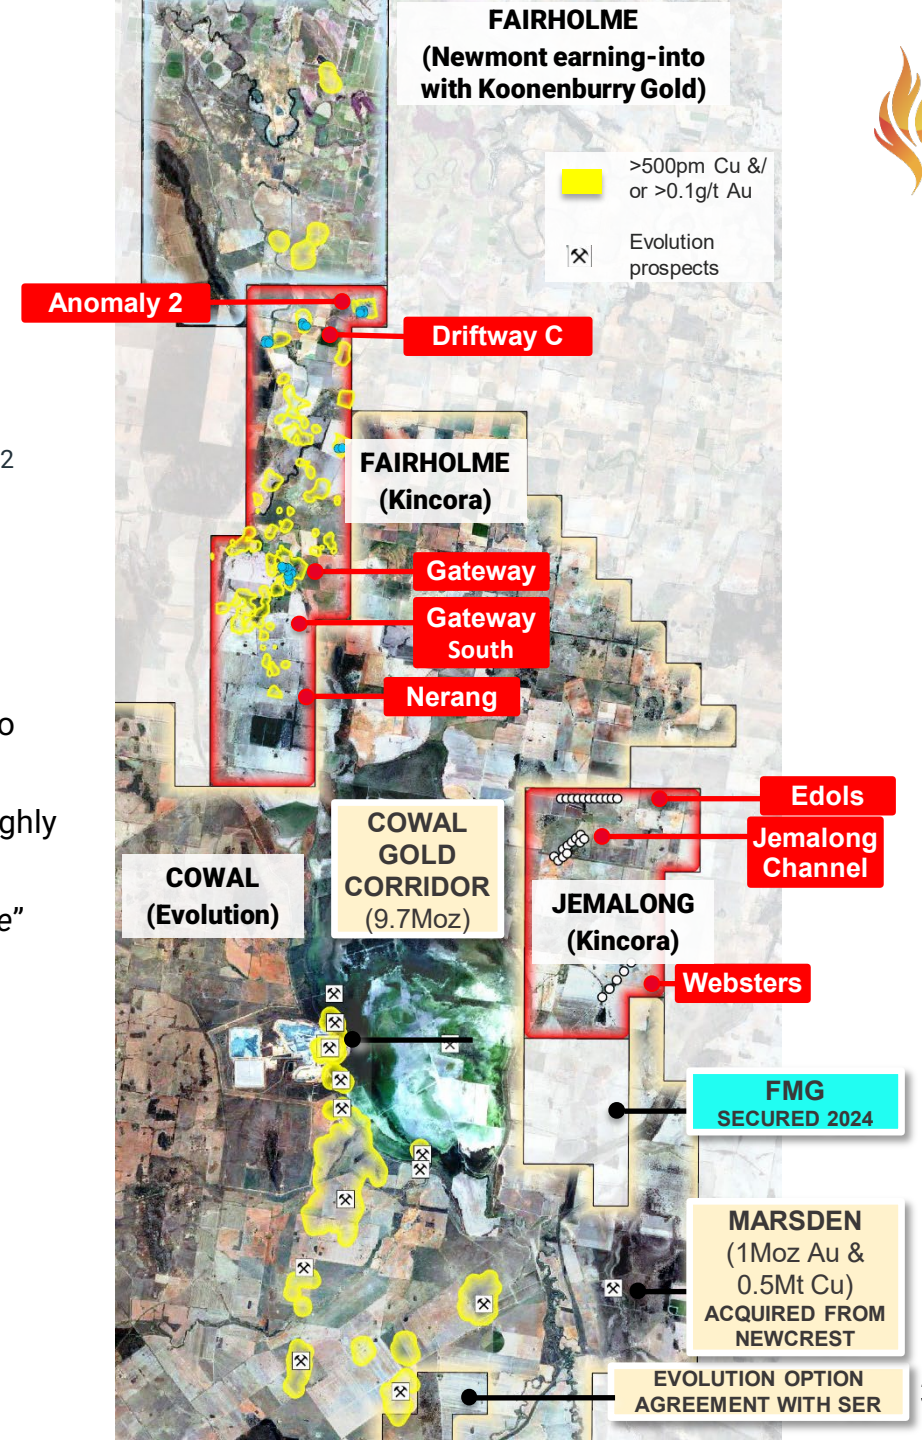 FAIRHOLME
(Newmont earning-into
with Koonenburry Gold)
>500pm Cu &/
or >0.1g/t Au
Evolution
prospects
Anomaly 2
Driftway C
2
FAIRHOLME
(Kincora)
Gateway
Gateway
South
Nerang
o
ghly
e”
Edols
Jemalong
Channel
COWAL
GOLD
CORRIDOR
(9.7Moz)
COWAL
(Evolution)
JEMALONG
(Kincora)
Websters
FMG
SECURED 2024
MARSDEN
(1Moz Au &
0.5Mt Cu)
ACQUIRED FROM
NEWCREST
EVOLUTION OPTION
AGREEMENT WITH SER